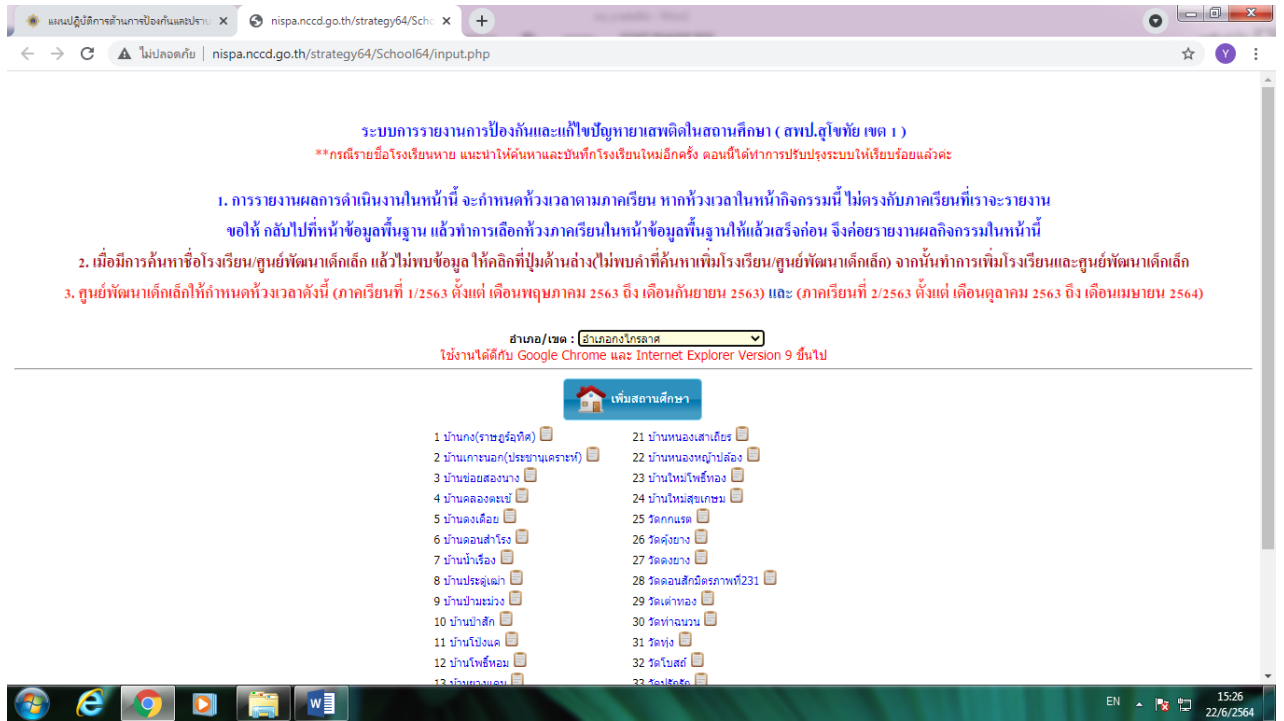 แผนปฏิบัติการด้านการป้องกันและปราบ
nispa.nccd.go.th/strategy64/Scho
ไม่ปลอดภัย | nispa.nccd.go.th/strategy64/School64/input.php
Y
ระบบการรายงานการป้องกันและแก้ไขปัญหายาเสพติดในสถานศึกษา ( สพป.สุโขทัย เขต 1 )
**กรณีรายชื่อโรงเรียนหาย แนะนำให้ค้นหาและบันทึกโรงเรียนใหม่อีกครั้ง ตอนนี้ได้ทำการปรับปรุงระบบให้เรียบร้อยแล้วค่ะ
1. การรายงานผลการดำเนินงานในหน้านี้ จะกำหนดห้วงเวลาตามภาคเรียน หากห้วงเวลาในหน้ากิจกรรมนี้ ไม่ตรงกับภาคเรียนที่เราจะรายงาน
ขอให้ กลับไปที่หน้าข้อมูลพื้นฐาน แล้วทำการเลือกห้วงภาคเรียนในหน้าข้อมูลพื้นฐานให้แล้วเสร็จก่อน จึงค่อยรายงานผลกิจกรรมในหน้านี้
2. เมื่อมีการค้นหาชื่อโรงเรียน/ศูนย์พัฒนาเด็กเล็ก แล้วไม่พบข้อมูล ให้คลิกที่ปุ่มด้านล่าง(ไม่พบคำที่ค้นหาเพิ่มโรงเรียน/ศูนย์พัฒนาเด็กเล็ก) จากนั้นทำการเพิ่มโรงเรียนและศูนย์พัฒนาเด็กเล็ก
3. ศูนย์พัฒนาเด็กเล็กให้กำหนดห้วงเวลาดังนี้ (ภาคเรียนที่ 1/2563 ตั้งแต่ เดือนพฤษภาคม 2563 ถึง เดือนกันยายน 2563) และ (ภาคเรียนที่ 2/2563 ตั้งแต่ เดือนตุลาคม 2563 ถึง เดือนเมษายน 2564)
อำเภอ/เขต : อำเภอกงไกรลาศ
ใช้งานได้ดีกับ Google Chrome และ Internet Explorer Version 9 ขึ้นไป
เพิ่มสถานศึกษา
1 บ้านกง(ราษฎร์อุทิศ)
2 บ้านเกาะนอก(ประชานุเคราะห์)
3 บ้านข่อยสองนาง
4 บ้านคลองตะเข้
5 บ้านดงเดือย
6 บ้านดอนสำโรง
7 บ้านน้ำเรื่อง
8 บ้านประดู่เฒ่า
9 บ้านป่ามะม่วง
10 บ้านป่าสัก
11 บ้านโป่งแค
12 บ้านโพธิ์หอม
13 บ้านยางแดน
21 บ้านหนองเสาเถียร
22 บ้านหนองหญ้าปล้อง
23 บ้านใหม่โพธิ์ทอง
24 บ้านใหม่สุขเกษม
25 วัดกกแรต
26 วัดคุ้งยาง
27 วัดดงยาง
28 วัดดอนสักมิตรภาพที่231
29 วัดเต่าทอง
30 วัดท่าฉนวน
31 วัดทุ่ง
32 วัดโบสถ์
33 วัดปรักรัก
EN
15:26
22/6/2564